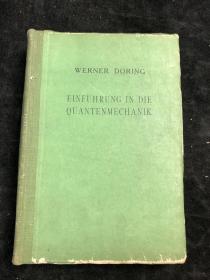 WERNER DÖRING
EINFÜHRUNG IN DIE
QUANTENMECHANIK